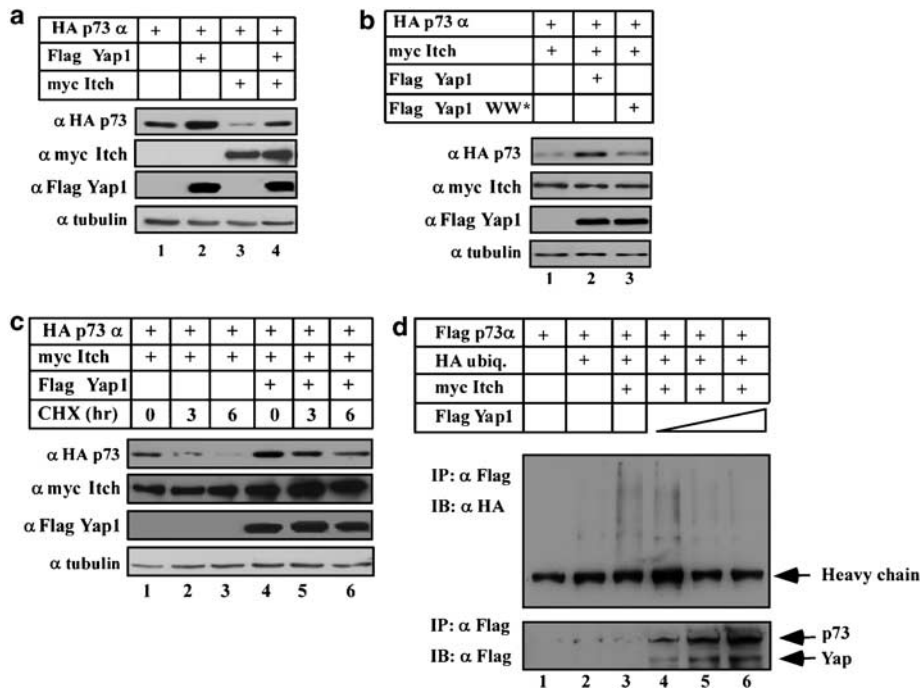 a
HA p73 α + + + +
Flag Yap1 + +
myc Itch + +
α HA p73
α myc Itch
α Flag Yap1
α tubulin
1 2 3 4
b
HA p73 α + + +
myc Itch + + +
Flag Yap1 +
Flag Yap1 WW* +
α HA p73
α myc Itch
α Flag Yap1
α tubulin
1 2 3
c
HA p73 α + + + + + +
myc Itch + + + + + +
Flag Yap1 + + +
CHX (hr) 0 3 6 0 3 6
α HA p73
α myc Itch
α Flag Yap1
α tubulin
1 2 3 4 5 6
d
Flag p73α + + + + + +
HA ubiq. + + + + +
myc Itch + + + +
Flag Yap1
IP: α Flag
IB: α HA
Heavy chain
IP: α Flag
IB: α Flag
p73
Yap
1 2 3 4 5 6